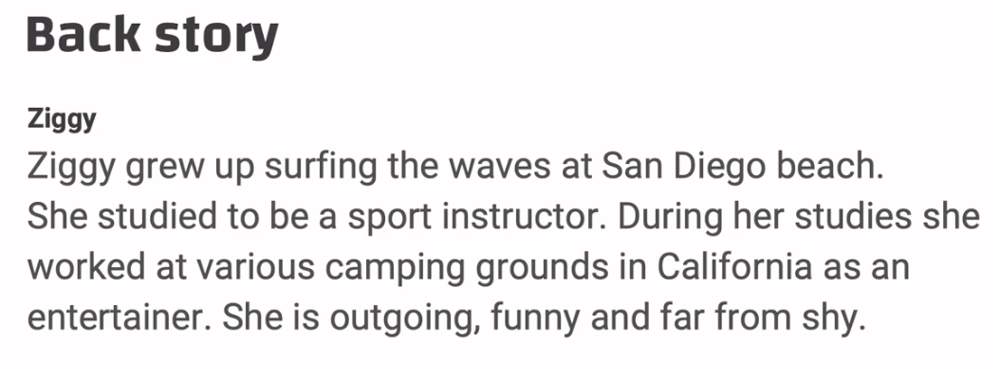 Back story
Ziggy
Ziggy grew up surfing the waves at San Diego beach.
She studied to be a sport instructor. During her studies she
worked at various camping grounds in California as an
entertainer. She is outgoing, funny and far from shy.